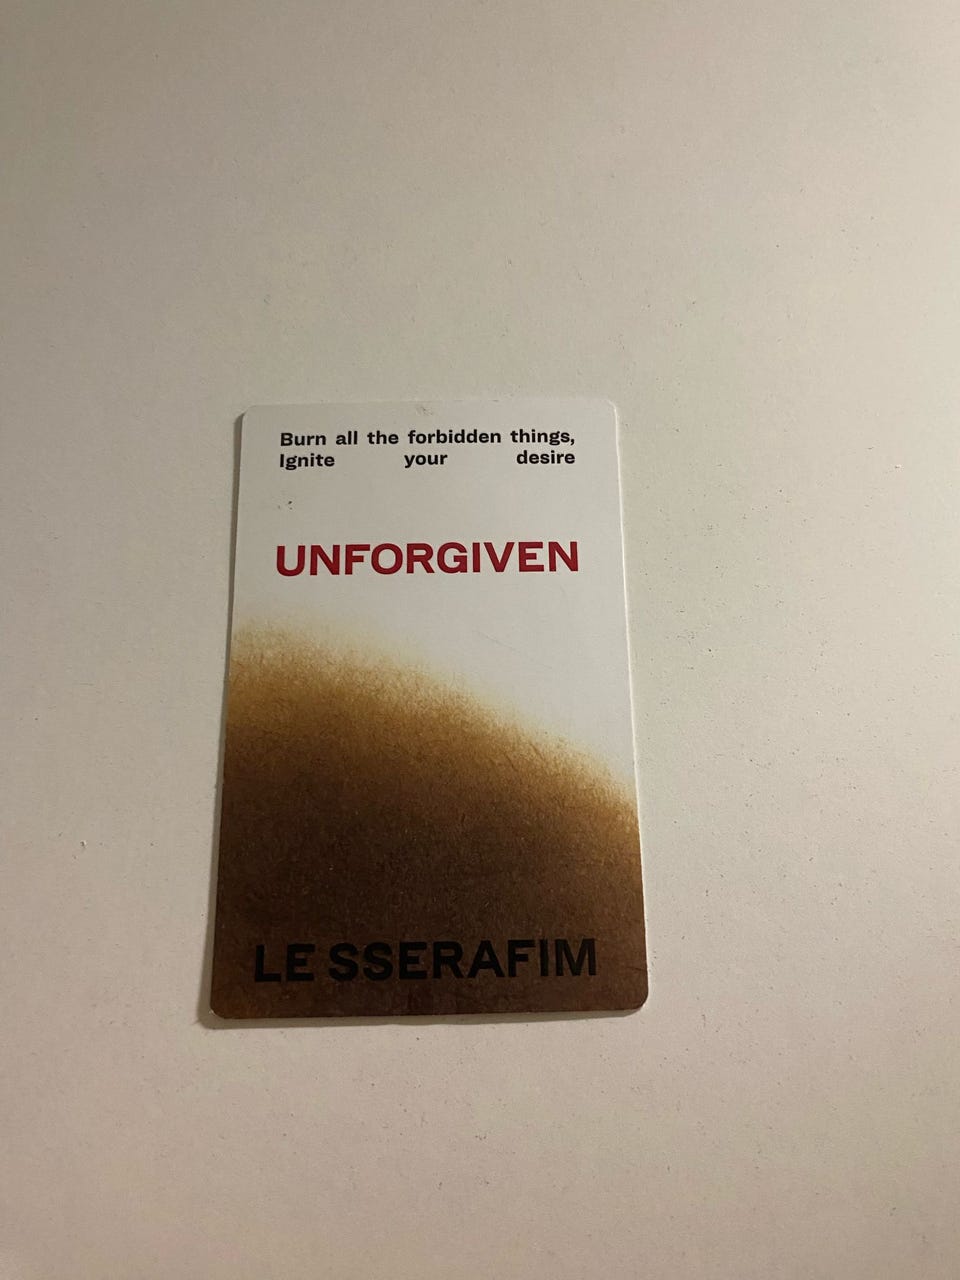 Burn all the forbidden things,
Ignite your desire
UNFORGIVEN
LE SSERAFIM